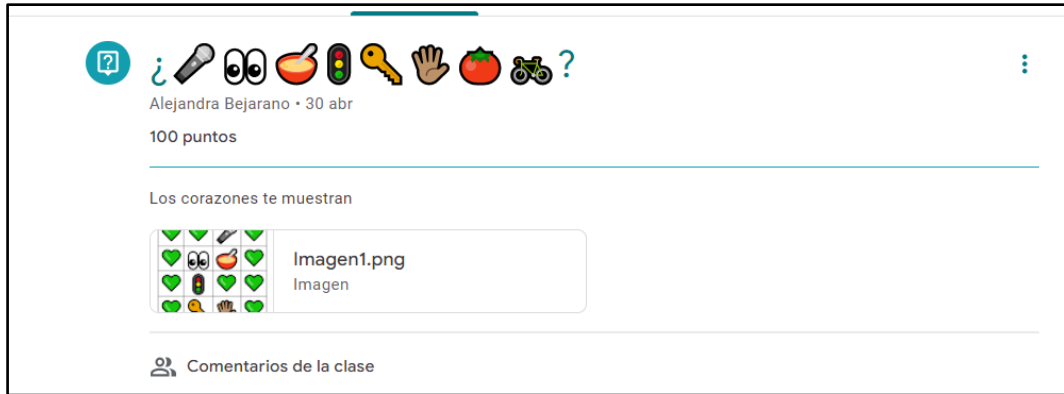 ¿🎤👀🥣🚦🔑🖐🏽🍅🚲?
Alejandra Bejarano • 30 abr
100 puntos
Los corazones te muestran
Imagen1.png
Imagen
Comentarios de la clase